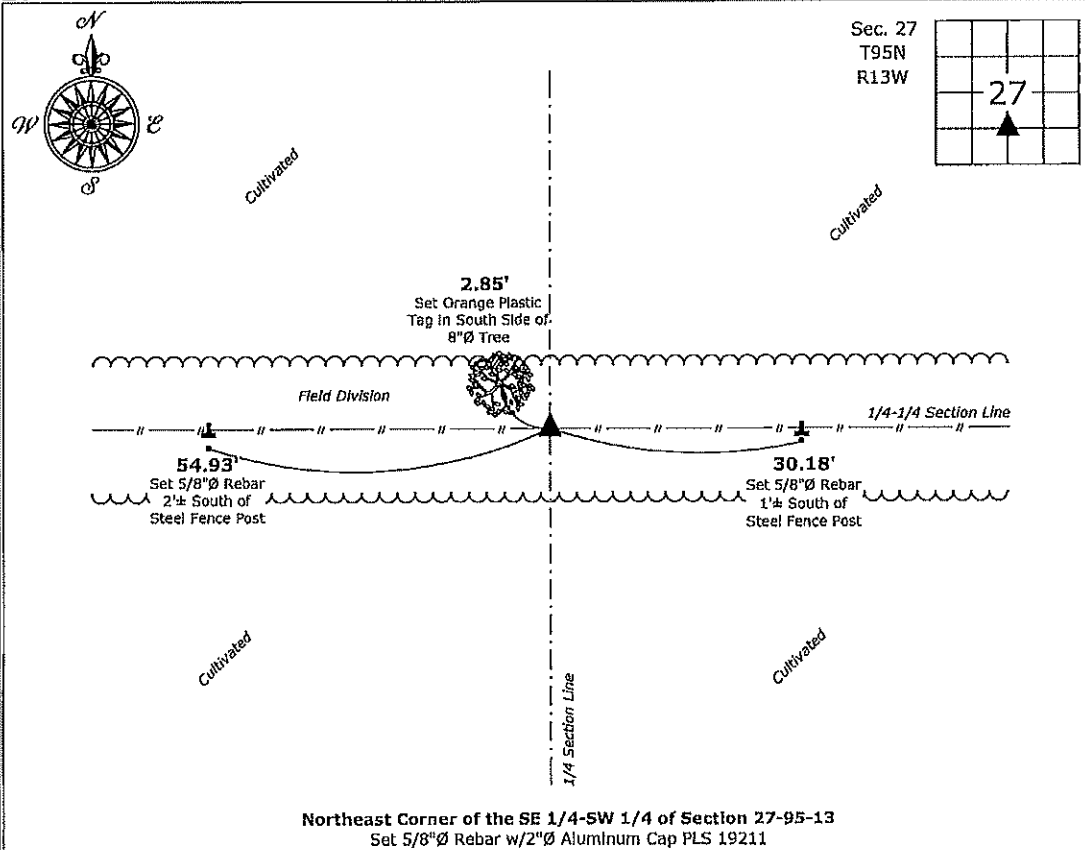 N
W
E
S
Sec. 27
T95N
R13W
27
Cultivated
Cultivated
2.85'
Set Orange Plastic
Tag in South Side of
8"Ø Tree
Field Division
1/4-1/4 Section Line
54.93'
Set 5/8"Ø Rebar
2'± South of
Steel Fence Post
30.18'
Set 5/8"Ø Rebar
1'± South of
Steel Fence Post
Cultivated
Cultivated
1/4 Section Line
Northeast Corner of the SE 1/4-SW 1/4 of Section 27-95-13
Set 5/8"Ø Rebar w/2"Ø Aluminum Cap PLS 19211